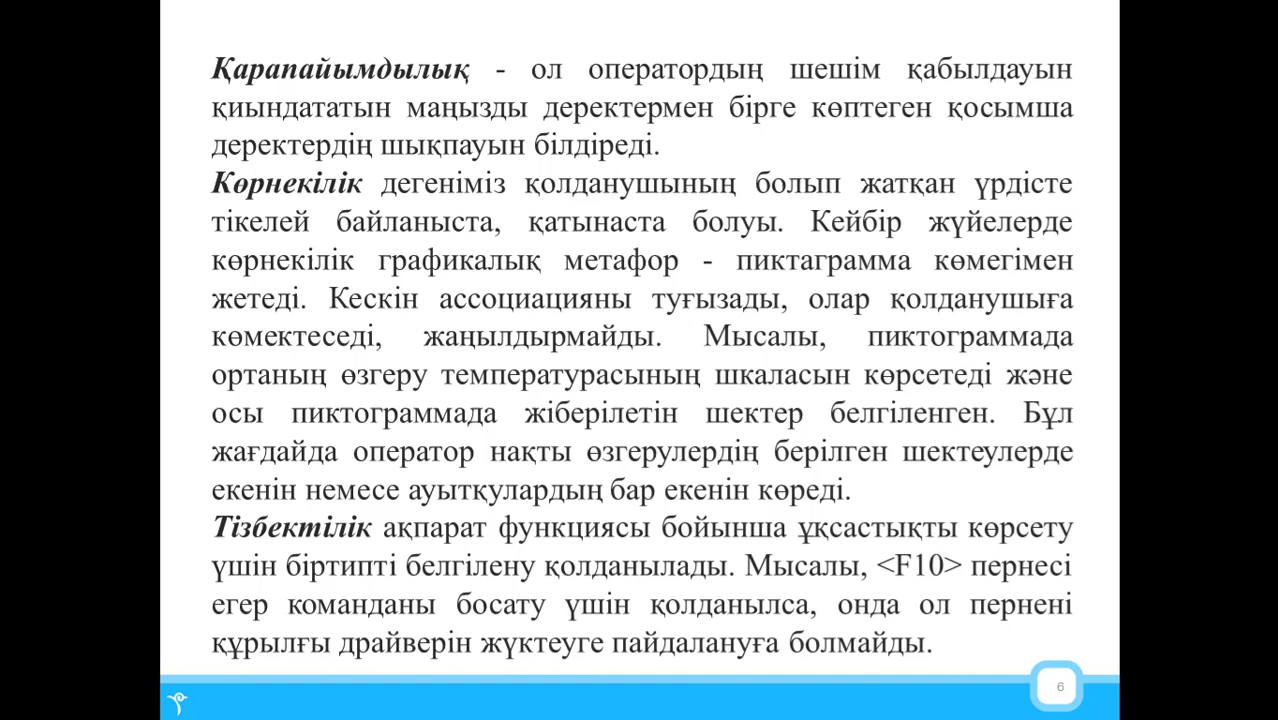 Қарапайымдылық - ол оператордың шешім қабылдауын
қиындататын маңызды деректермен бірге көптеген қосымша
деректердің шықпауын білдіреді.
Көрнекілік дегеніміз қолданушының болып жатқан үрдісте
тікелей байланыста, қатынаста болуы. Кейбір жүйелерде
көрнекілік графикалық метафор - пиктаграмма көмегімен
жетеді. Кескін ассоциацияны туғызады, олар қолданушыға
көмектеседі, жаңылдырмайды. Мысалы, пиктограммада
ортаның өзгеру температурасының шкаласын көрсетеді және
осы пиктограммада жіберілетін шектер белгіленген. Бұл
жағдайда оператор нақты өзгерулердің берілген шектеулерде
екенін немесе ауытқулардың бар екенін көреді.
Тізбектілік ақпарат функциясы бойынша ұқсастықты көрсету
үшін біртипті белгілену қолданылады. Мысалы, <F10> пернесі
егер команданы босату үшін қолданылса, онда ол пернені
құрылғы драйверін жүктеуге пайдалануға болмайды.
6